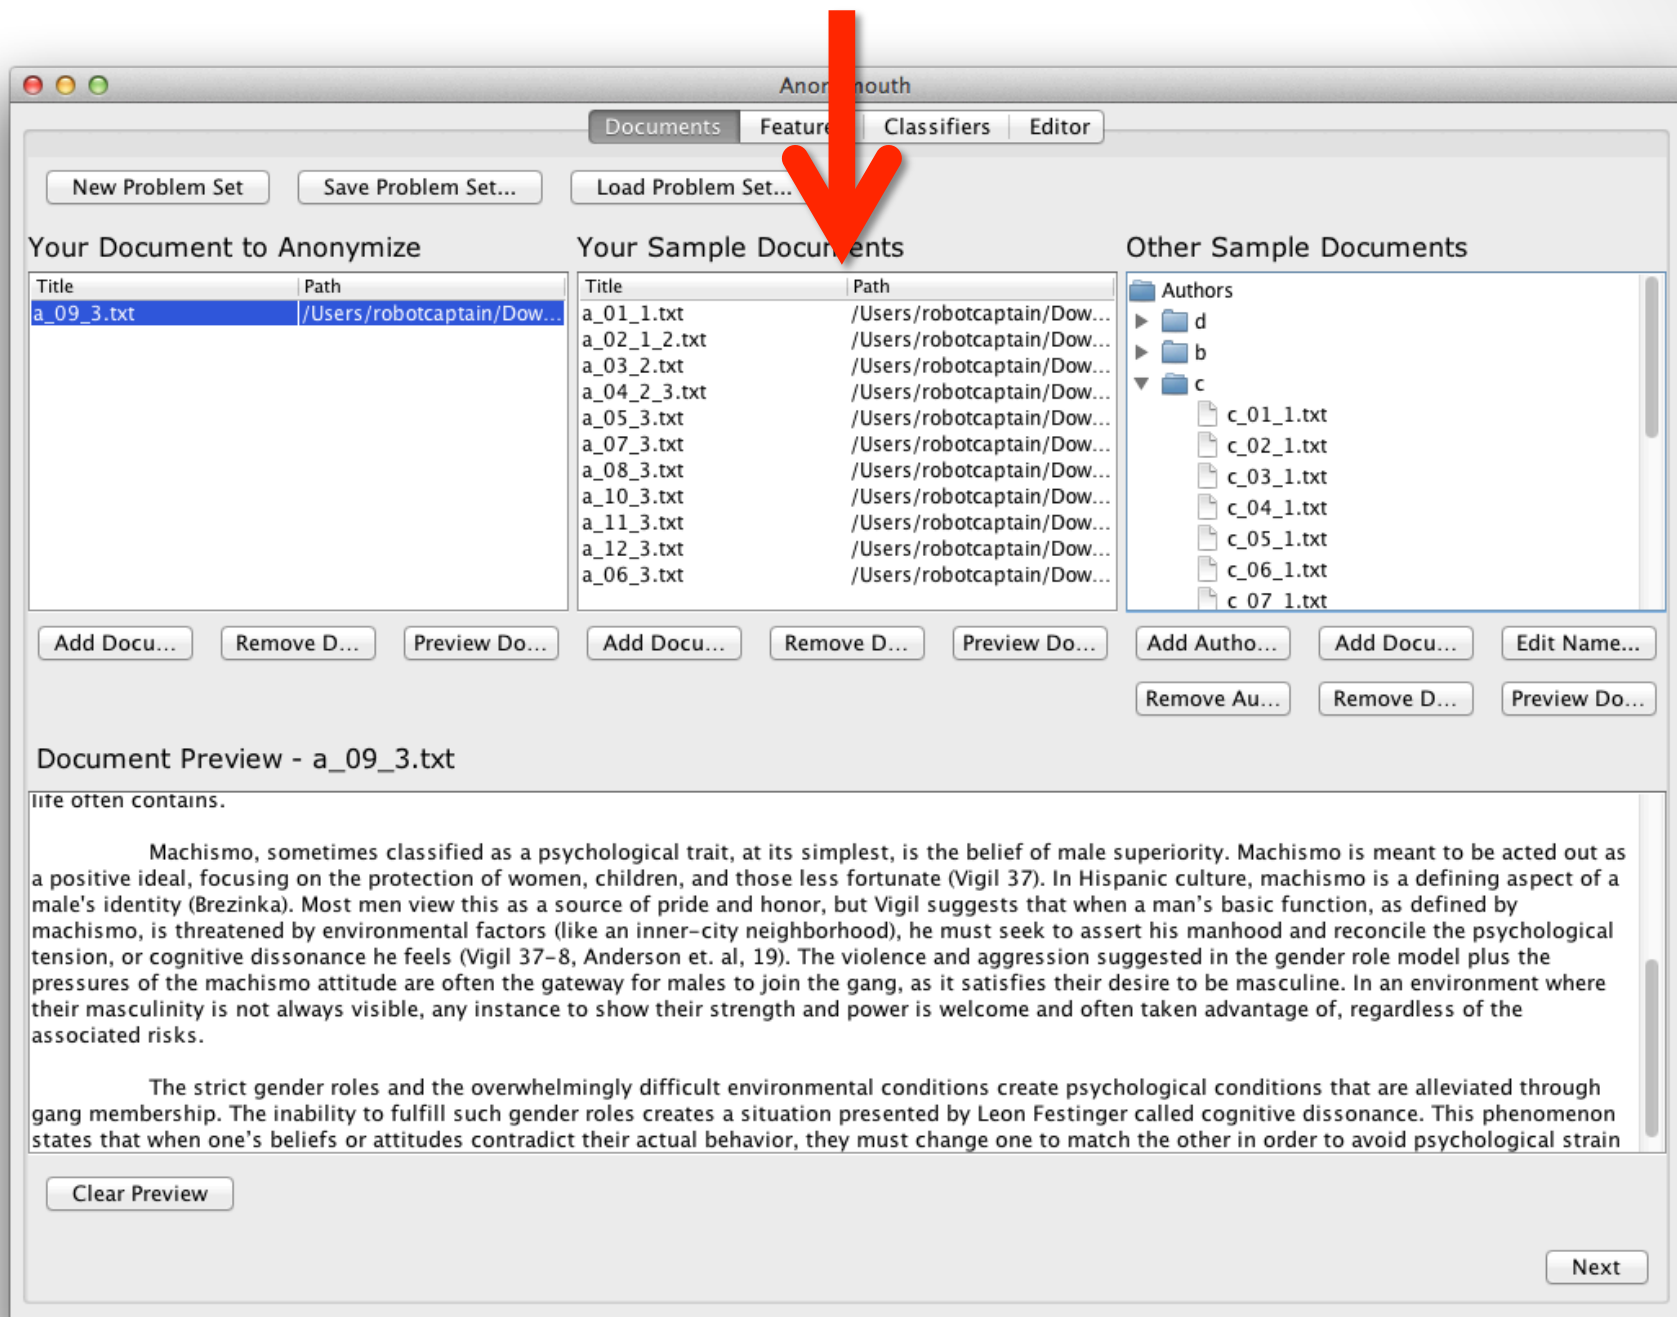 Anonymouth
Documents Features Classifiers Editor
New Problem Set Save Problem Set... Load Problem Set...
Your Document to Anonymize Your Sample Documents Other Sample Documents
Title Path Title Path
a_09_3.txt /Users/robotcaptain/Dow...
a_01_1.txt /Users/robotcaptain/Dow...
a_02_1_2.txt /Users/robotcaptain/Dow...
a_03_2.txt /Users/robotcaptain/Dow...
a_04_2_3.txt /Users/robotcaptain/Dow...
a_05_3.txt /Users/robotcaptain/Dow...
a_07_3.txt /Users/robotcaptain/Dow...
a_08_3.txt /Users/robotcaptain/Dow...
a_10_3.txt /Users/robotcaptain/Dow...
a_11_3.txt /Users/robotcaptain/Dow...
a_12_3.txt /Users/robotcaptain/Dow...
a_06_3.txt /Users/robotcaptain/Dow...
Authors
d
b
c
c_01_1.txt
c_02_1.txt
c_03_1.txt
c_04_1.txt
c_05_1.txt
c_06_1.txt
c_07_1.txt
Add Docu... Remove D... Preview Do... Add Docu... Remove D... Preview Do... Add Autho... Add Docu... Edit Name...
Remove Au... Remove D... Preview Do...
Document Preview - a_09_3.txt
life often contains.
Machismo, sometimes classified as a psychological trait, at its simplest, is the belief of male superiority. Machismo is meant to be acted out as
a positive ideal, focusing on the protection of women, children, and those less fortunate (Vigil 37). In Hispanic culture, machismo is a defining aspect of a
male's identity (Brezinka). Most men view this as a source of pride and honor, but Vigil suggests that when a man’s basic function, as defined by
machismo, is threatened by environmental factors (like an inner-city neighborhood), he must seek to assert his manhood and reconcile the psychological
tension, or cognitive dissonance he feels (Vigil 37-8, Anderson et. al, 19). The violence and aggression suggested in the gender role model plus the
pressures of the machismo attitude are often the gateway for males to join the gang, as it satisfies their desire to be masculine. In an environment where
their masculinity is not always visible, any instance to show their strength and power is welcome and often taken advantage of, regardless of the
associated risks.
The strict gender roles and the overwhelmingly difficult environmental conditions create psychological conditions that are alleviated through
gang membership. The inability to fulfill such gender roles creates a situation presented by Leon Festinger called cognitive dissonance. This phenomenon
states that when one’s beliefs or attitudes contradict their actual behavior, they must change one to match the other in order to avoid psychological strain
Clear Preview
Next